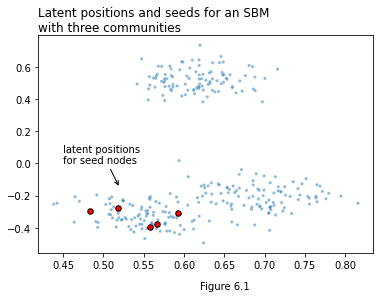 Latent positions and seeds for an SBM
with three communities
0.6
0.4
0.2
0.0
−0.2
−0.4
latent positions
for seed nodes
0.45 0.50 0.55 0.60 0.65 0.70 0.75 0.80
Figure 6.1